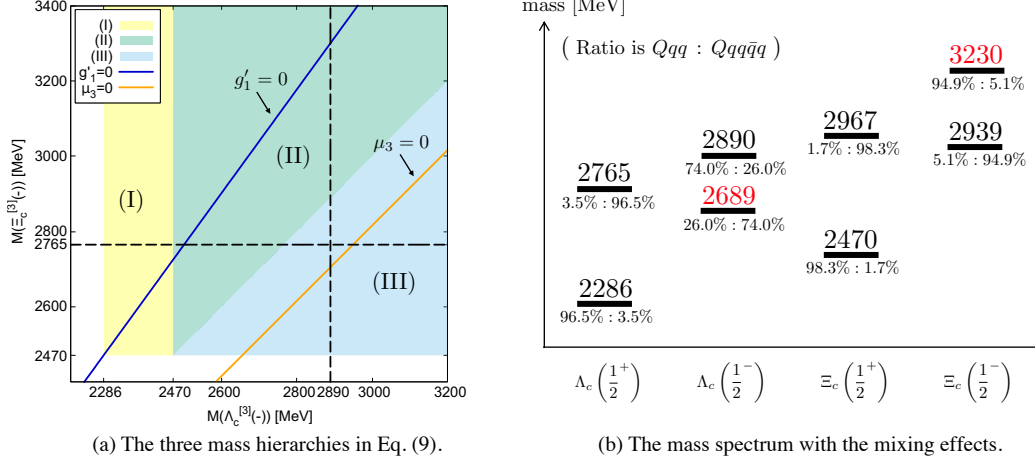 3400
3200
3000
2800
2765
2600
2470
M(Ξc[3](-)) [MeV]
(I)
(II)
(III)
g'1=0
μ3=0
g′1 = 0
μ3 = 0
(I)
(II)
(III)
2286 2470 2600 2800 2890 3000 3200
M(Λc[3](-)) [MeV]
(a) The three mass hierarchies in Eq. (9).
mass [MeV]
( Ratio is Qqq : Qqqq̄q )
3230
94.9% : 5.1%
2967
1.7% : 98.3%
2939
5.1% : 94.9%
2890
74.0% : 26.0%
2765
3.5% : 96.5%
2689
26.0% : 74.0%
2470
98.3% : 1.7%
2286
96.5% : 3.5%
Λc (1/2+) Λc (1/2−) Ξc (1/2+) Ξc (1/2−)
(b) The mass spectrum with the mixing effects.